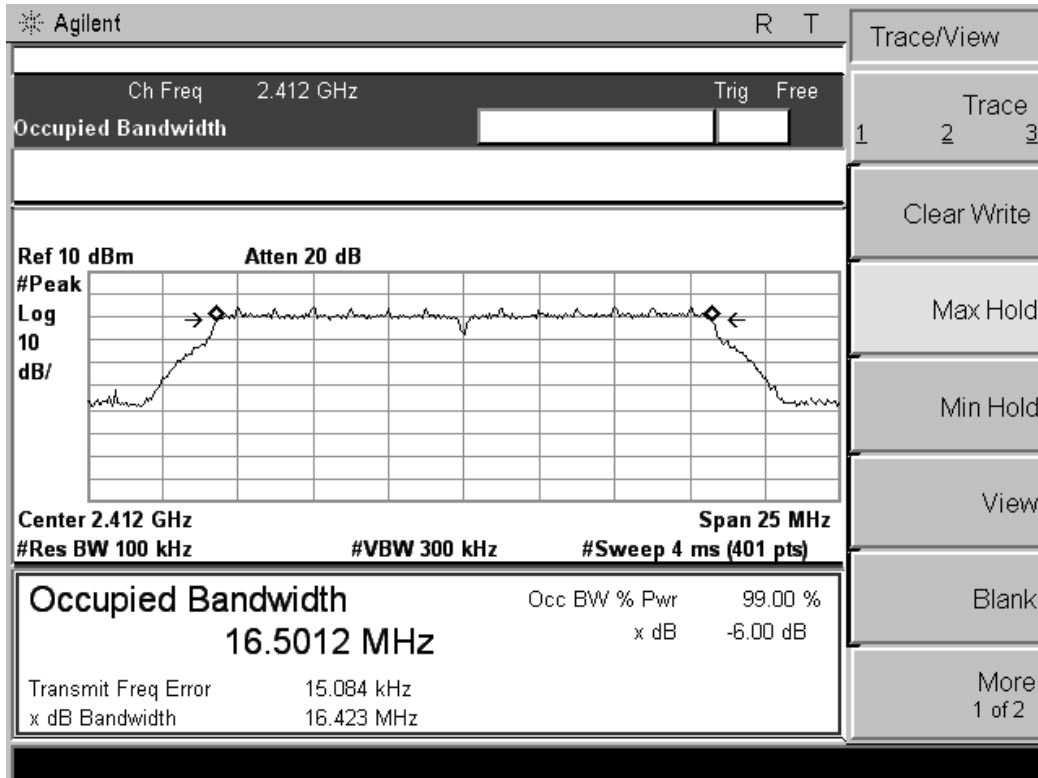 Agilent R T
Trace/View
Ch Freq 2.412 GHz Trig Free
Occupied Bandwidth
Trace
1 2 3
Clear Write
Ref 10 dBm Atten 20 dB
#Peak
Log
10
dB/
Max Hold
Min Hold
View
Center 2.412 GHz Span 25 MHz
#Res BW 100 kHz #VBW 300 kHz #Sweep 4 ms (401 pts)
Occupied Bandwidth Occ BW % Pwr 99.00 %
16.5012 MHz x dB -6.00 dB
Blank
Transmit Freq Error 15.084 kHz
x dB Bandwidth 16.423 MHz
More
1 of 2